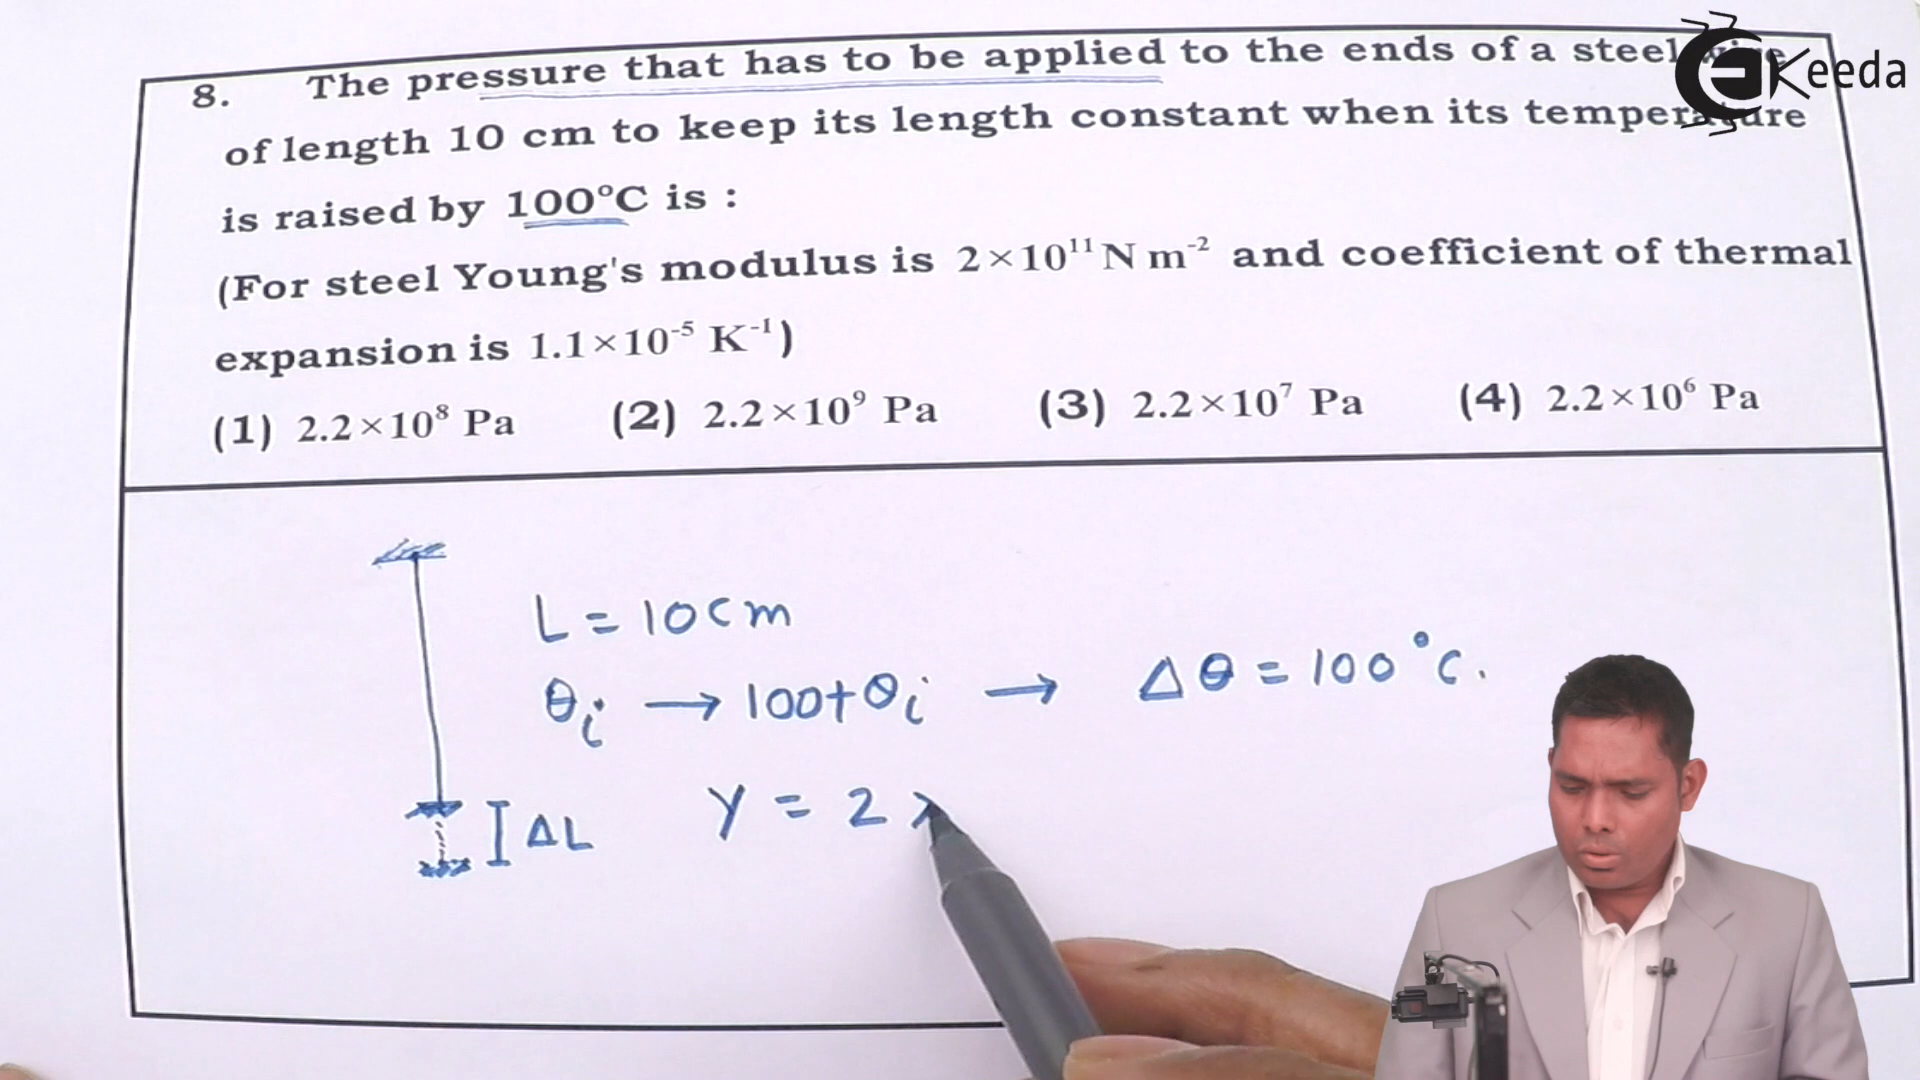 8. The pressure that has to be applied to the ends of a steel
of length 10 cm to keep its length constant when its temperature
is raised by 100°C is :
(For steel Young's modulus is 2×10¹¹ N m⁻² and coefficient of thermal
expansion is 1.1×10⁻⁵ K⁻¹)
(1) 2.2×10⁸ Pa (2) 2.2×10⁹ Pa (3) 2.2×10⁷ Pa (4) 2.2×10⁶ Pa
L = 10cm
θi → 100+θi → Δθ = 100°C.
ΔL Y = 2 ×
Ekeeda